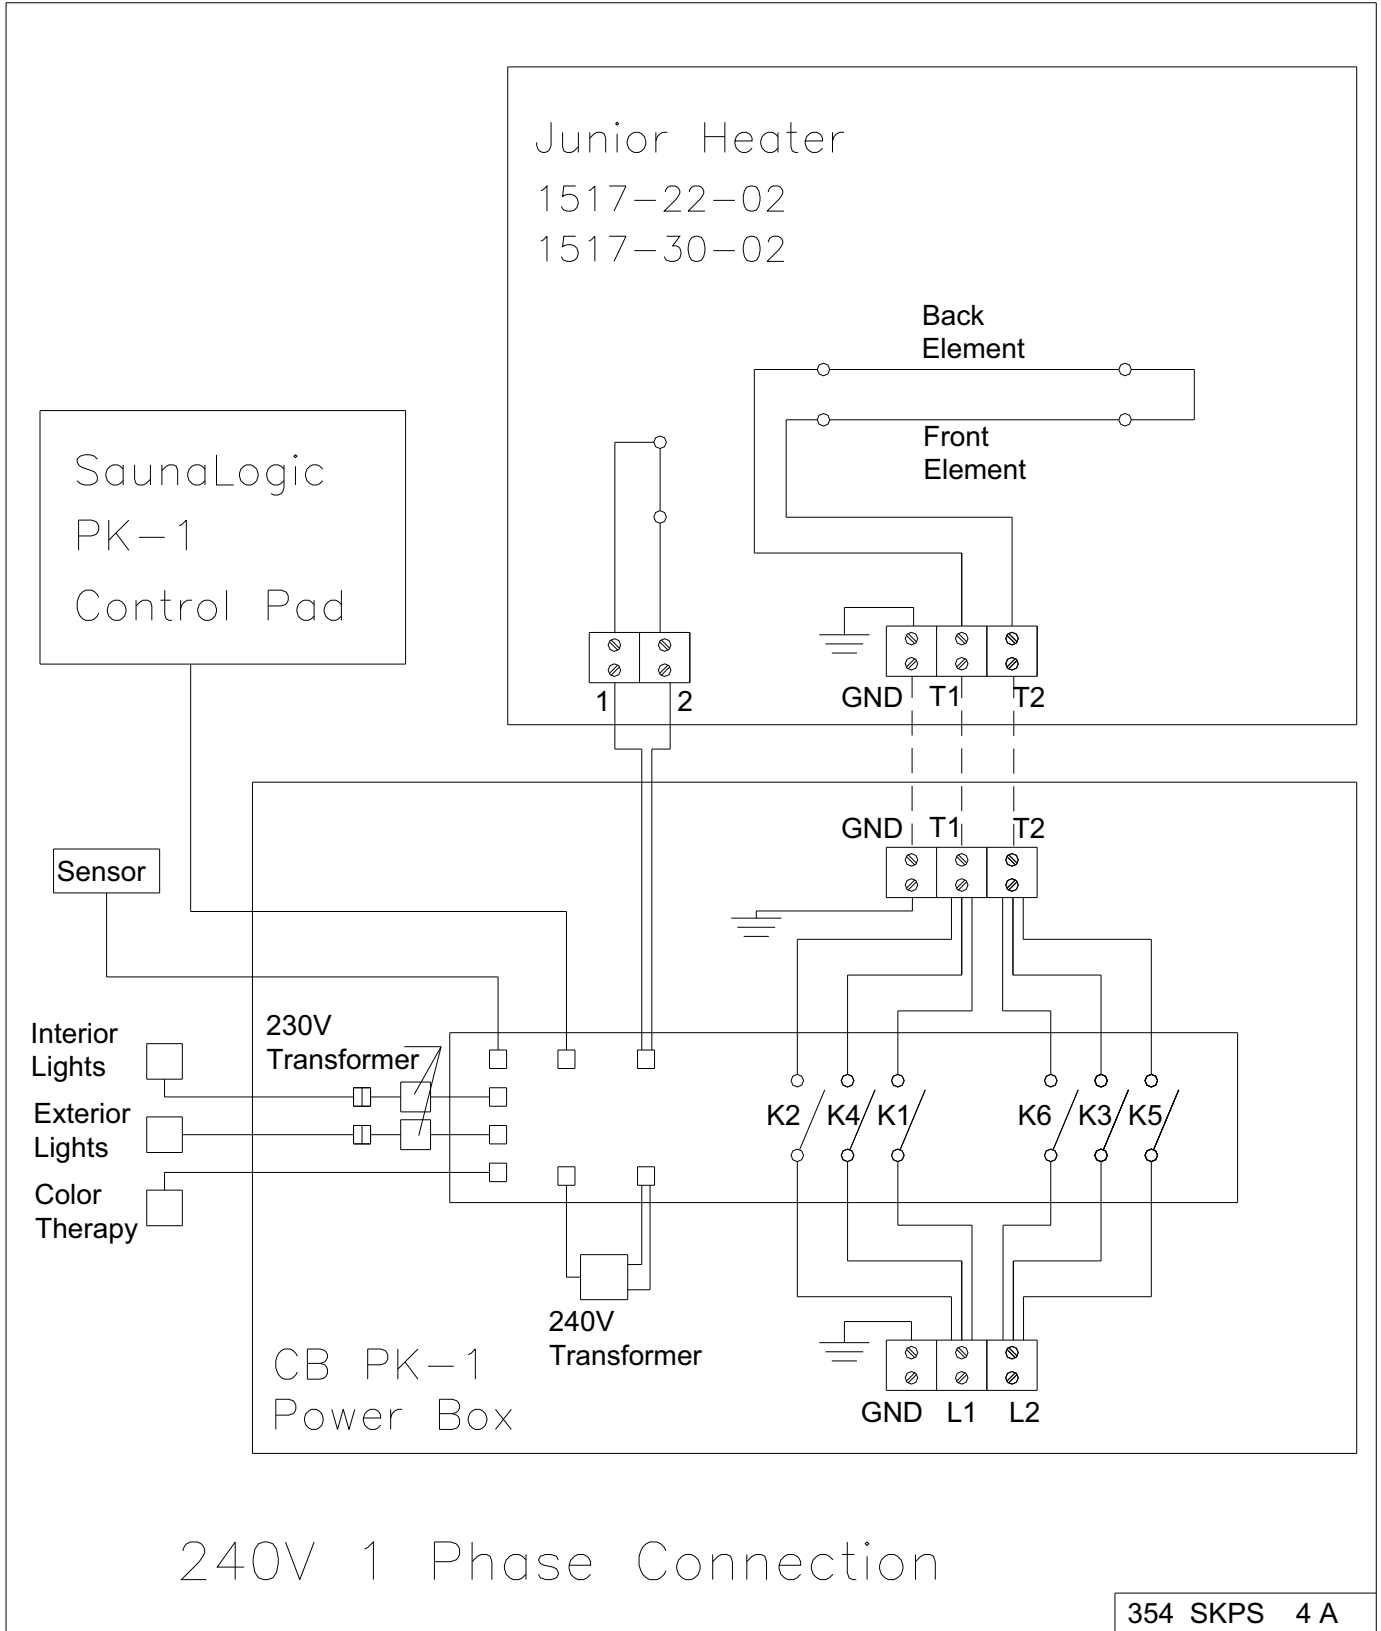 Junior Heater
1517-22-02
1517-30-02
Back
Element
Front
Element
SaunaLogic
PK-1
Control Pad
1 2
GND T1 T2
GND T1 T2
Sensor
Interior
Lights
230V
Transformer
Exterior
Lights
Color
Therapy
K2 K4 K1 K6 K3 K5
240V
Transformer
CB PK-1
Power Box
GND L1 L2
240V 1 Phase Connection
354 SKPS 4 A